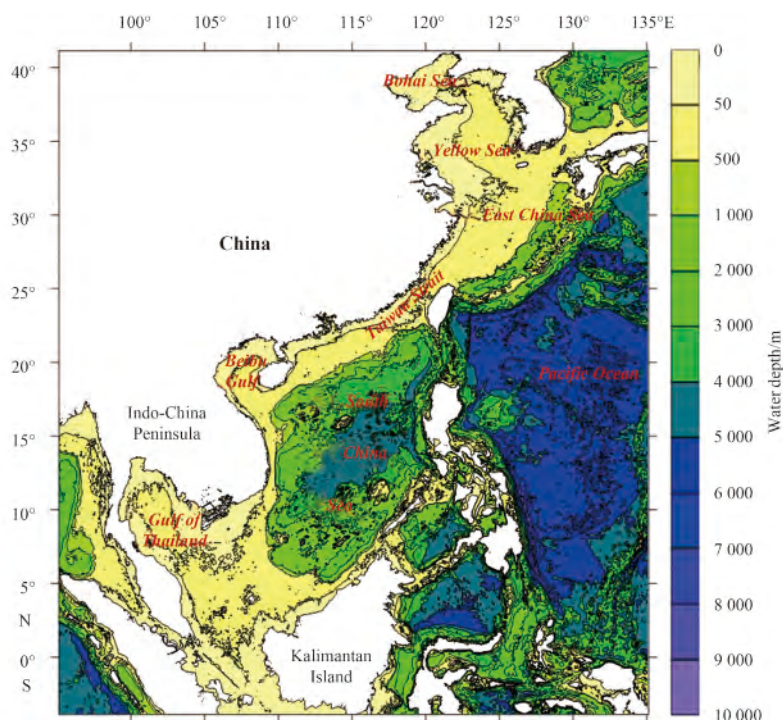 100° 105° 110° 115° 120° 125° 130° 135°E
40°
35°
30°
25°
20°
15°
10°
5°
N
0°
S
Bohai Sea
Yellow Sea
East China Sea
China
Taiwan Strait
Beibu
Gulf
Pacific Ocean
South
China
Sea
Indo-China
Peninsula
Gulf of
Thailand
Kalimantan
Island
0
50
500
1 000
2 000
3 000
4 000
5 000
6 000
7 000
8 000
9 000
10 000
Water depth/m